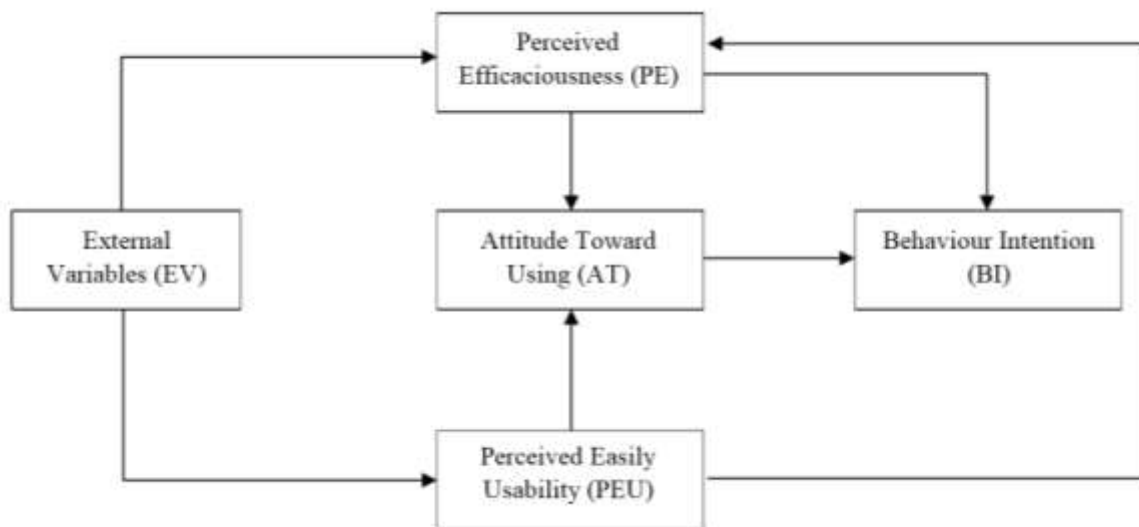 Perceived
Efficaciousness (PE)
External
Variables (EV)
Attitude Toward
Using (AT)
Behaviour Intention
(BI)
Perceived Easily
Usability (PEU)